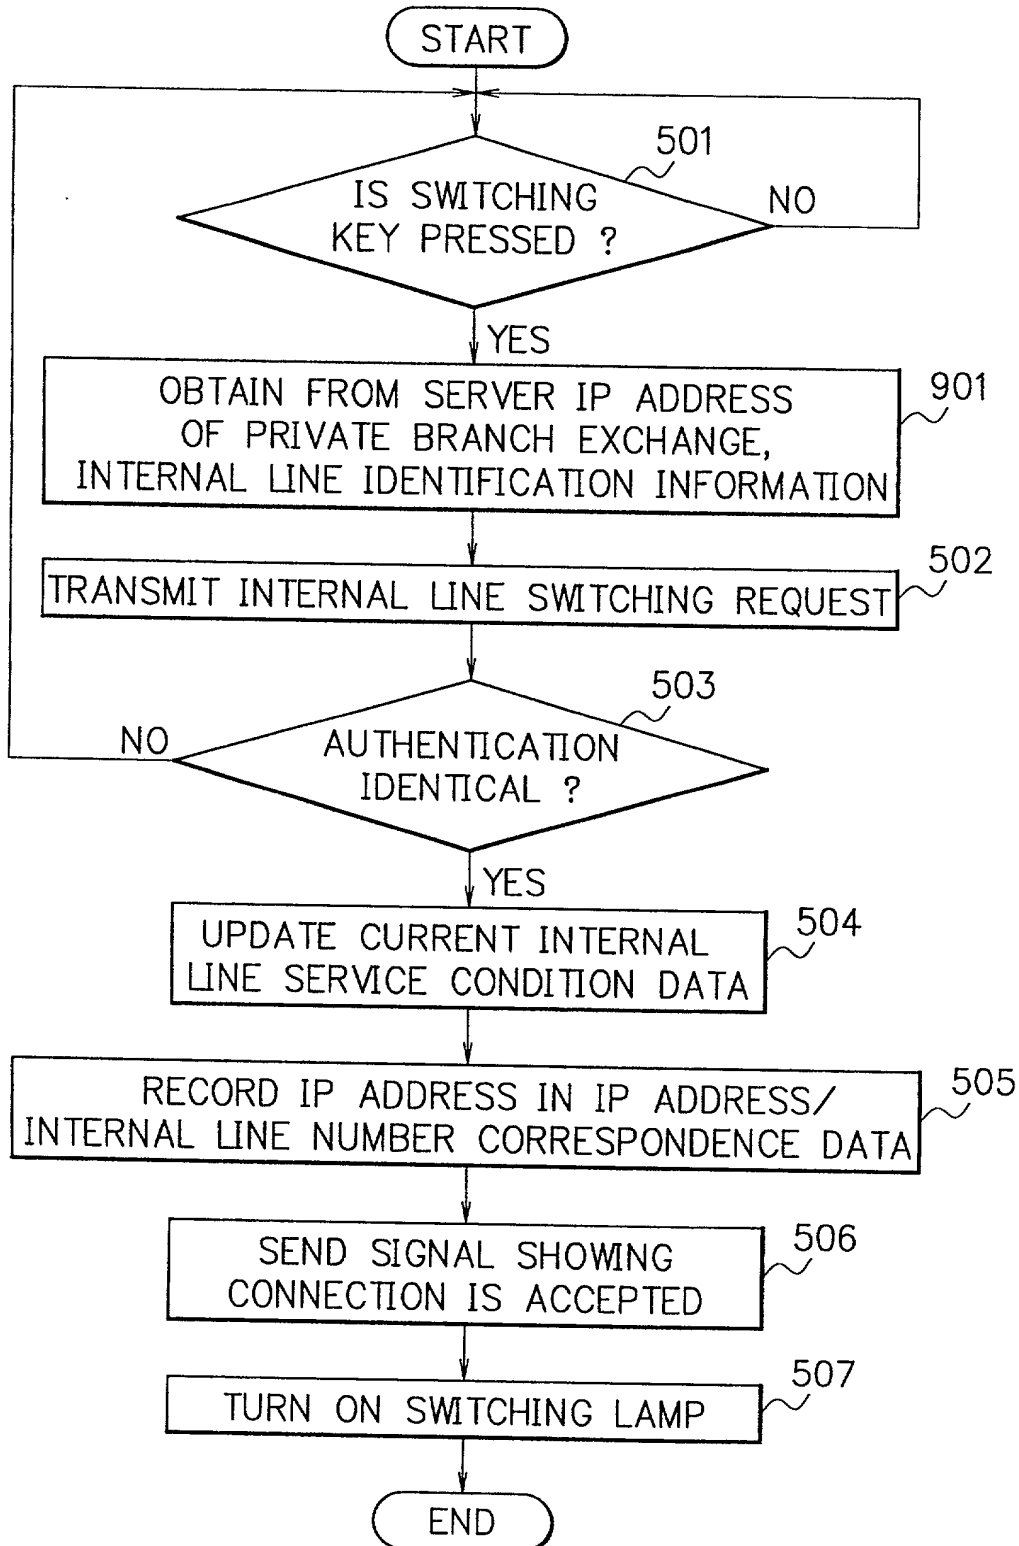 START
501
IS SWITCHING
KEY PRESSED ?
NO
YES
901
OBTAIN FROM SERVER IP ADDRESS
OF PRIVATE BRANCH EXCHANGE,
INTERNAL LINE IDENTIFICATION INFORMATION
502
TRANSMIT INTERNAL LINE SWITCHING REQUEST
503
NO
AUTHENTICATION
IDENTICAL ?
YES
504
UPDATE CURRENT INTERNAL
LINE SERVICE CONDITION DATA
505
RECORD IP ADDRESS IN IP ADDRESS/
INTERNAL LINE NUMBER CORRESPONDENCE DATA
506
SEND SIGNAL SHOWING
CONNECTION IS ACCEPTED
507
TURN ON SWITCHING LAMP
END